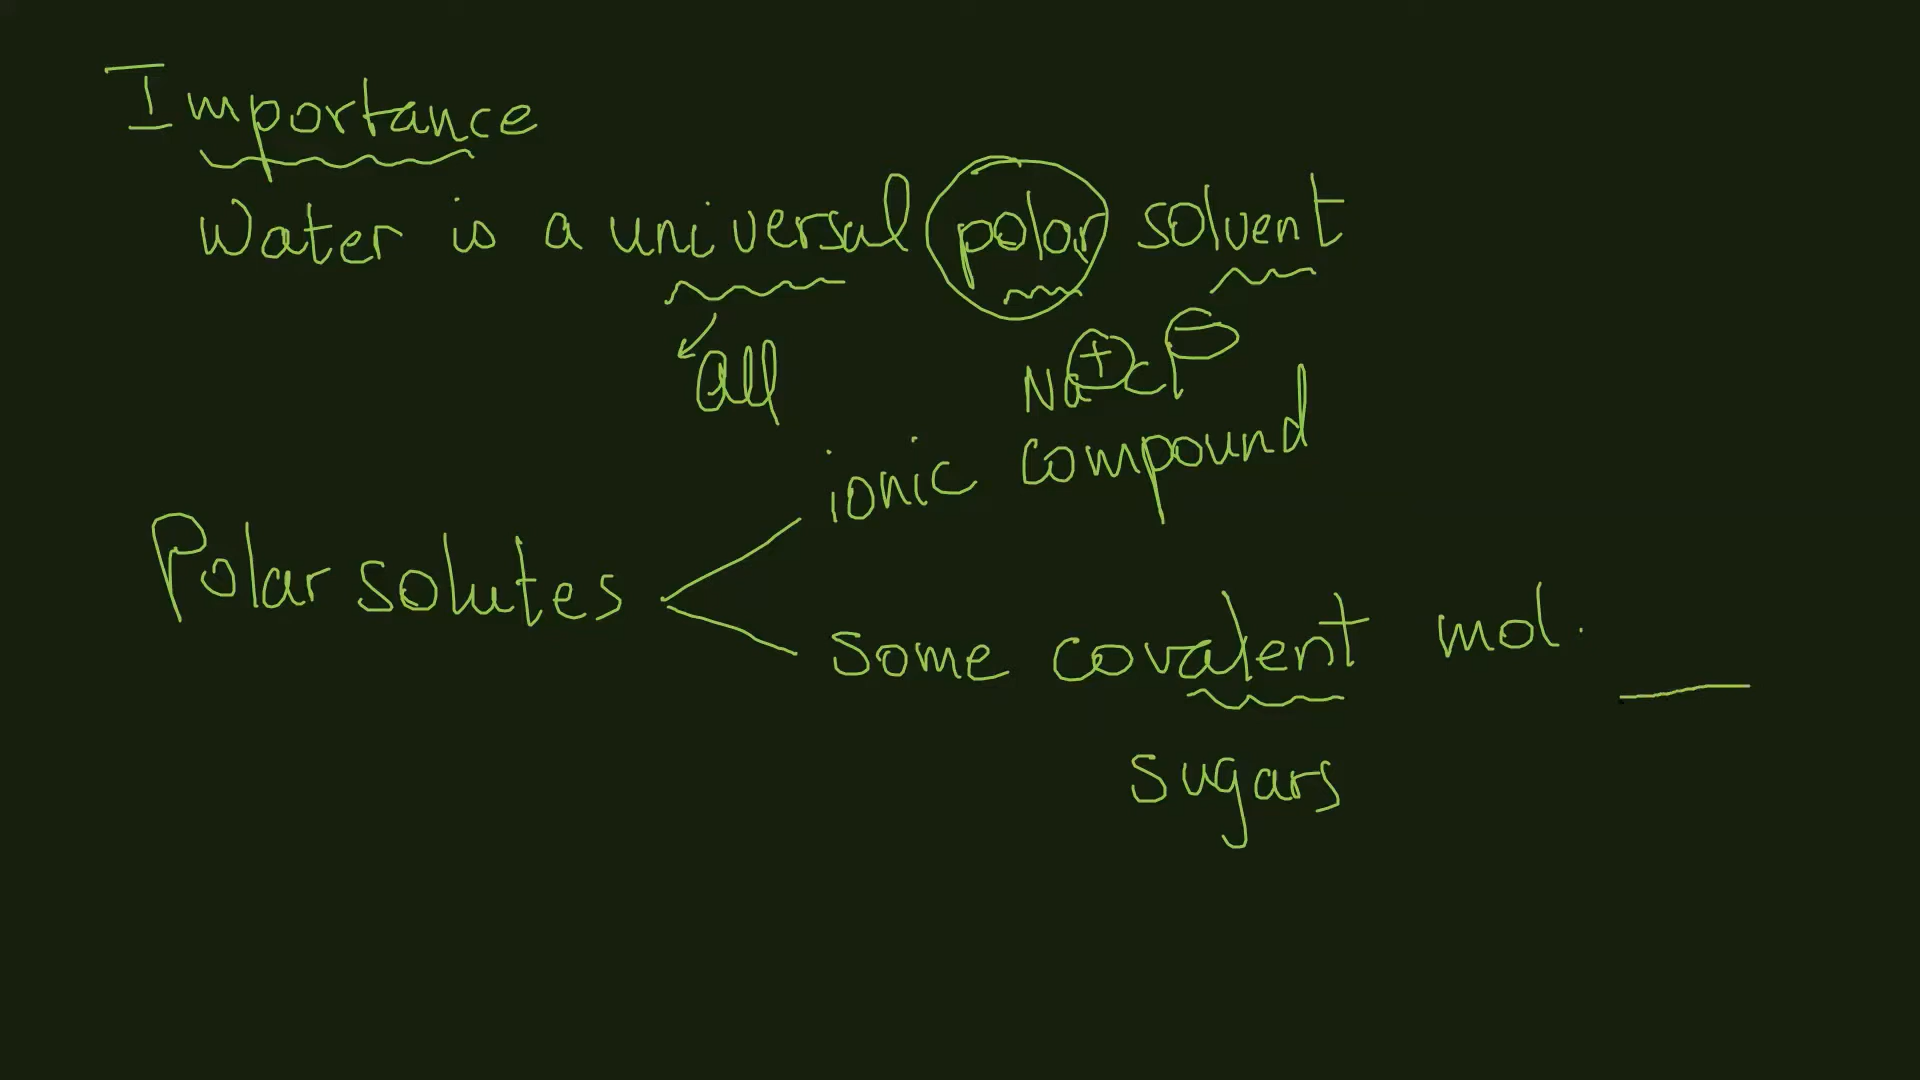 Importance
Water is a universal polar solvent
all
Na+Cl-
ionic compound
Polar solutes
some covalent mol.
sugars